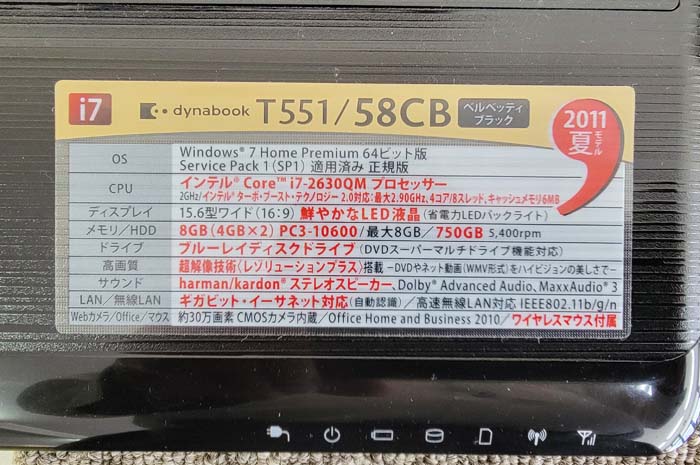 i7 dynabook T551/58CB ベルベッティブラック
2011夏モデル
OS Windows® 7 Home Premium 64ビット版
Service Pack 1 (SP1) 適用済み 正規版
CPU インテル® Core™ i7-2630QM プロセッサー
2GHz/インテル® ターボ・ブースト・テクノロジー 2.0対応:最大2.90GHz、4コア/8スレッド、キャッシュメモリ6MB
ディスプレイ 15.6型ワイド(16:9) 鮮やかなLED液晶 (省電力LEDバックライト)
メモリ/HDD 8GB (4GB×2) PC3-10600/最大8GB/750GB 5,400rpm
ドライブ ブルーレイディスクドライブ (DVDスーパーマルチドライブ機能対応)
高画質 超解像技術〈レゾリューションプラス〉搭載 −DVDやネット動画(WMV形式)をハイビジョンの美しさで−
サウンド harman/kardon® ステレオスピーカー、Dolby® Advanced Audio、MaxxAudio® 3
LAN/無線LAN ギガビット・イーサネット対応 (自動認識)/高速無線LAN対応 IEEE802.11b/g/n
Webカメラ/Office/マウス 約30万画素 CMOSカメラ内蔵/Office Home and Business 2010/ワイヤレスマウス付属